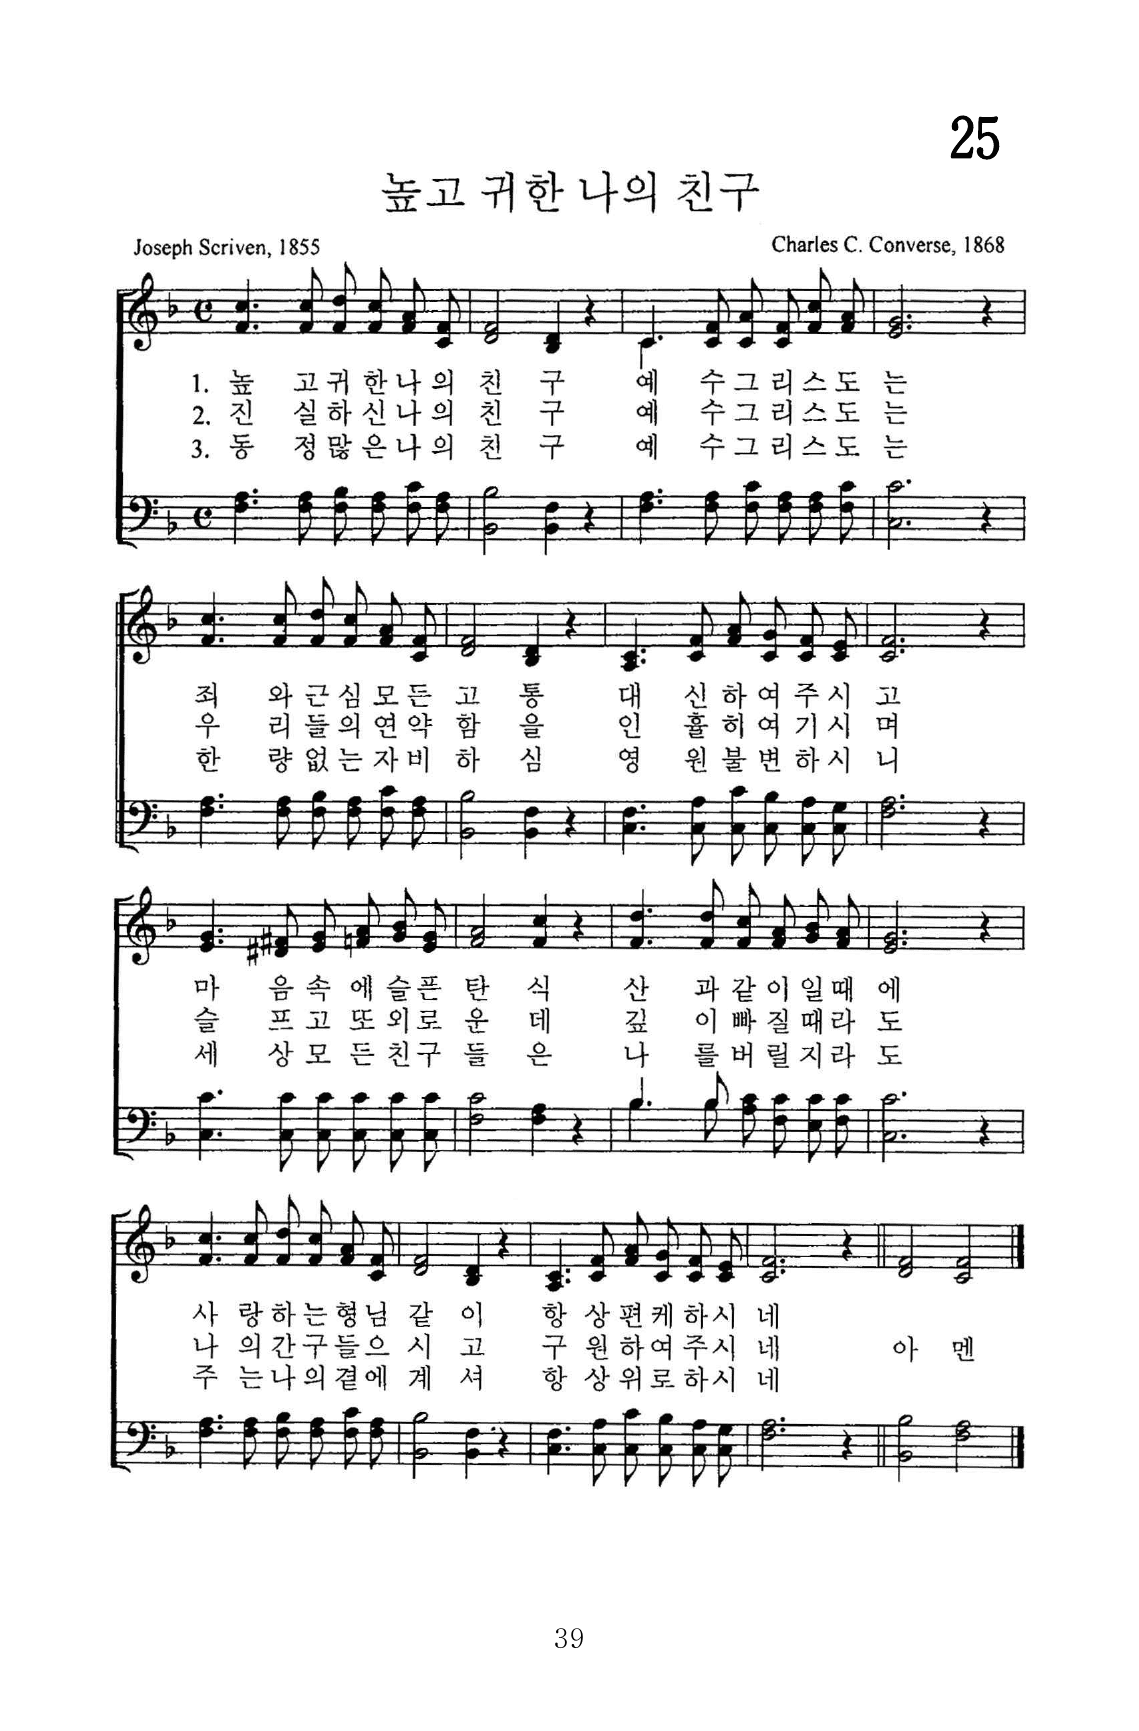 25
높고 귀한 나의 친구
Joseph Scriven, 1855
Charles C. Converse, 1868
1. 높 고귀한나의 친 구 예 수그리스도 는
2. 진 실하신나의 친 구 예 수그리스도 는
3. 동 정많은나의 친 구 예 수그리스도 는
죄 와근심모든 고 통 대 신하여주시 고
우 리들의연약 함 을 인 휼히여기시 며
한 량없는자비 하 심 영 원불변하시 니
마 음속에슬픈 탄 식 산 과같이일때 에
슬 프고또외로 운 데 깊 이빠질때라 도
세 상모든친구 들 은 나 를버릴지라 도
사 랑하는형님 같 이 항 상편케하시 네
나 의간구들으 시 고 구 원하여주시 네 아 멘
주 는나의곁에 계 셔 항 상위로하시 네
39